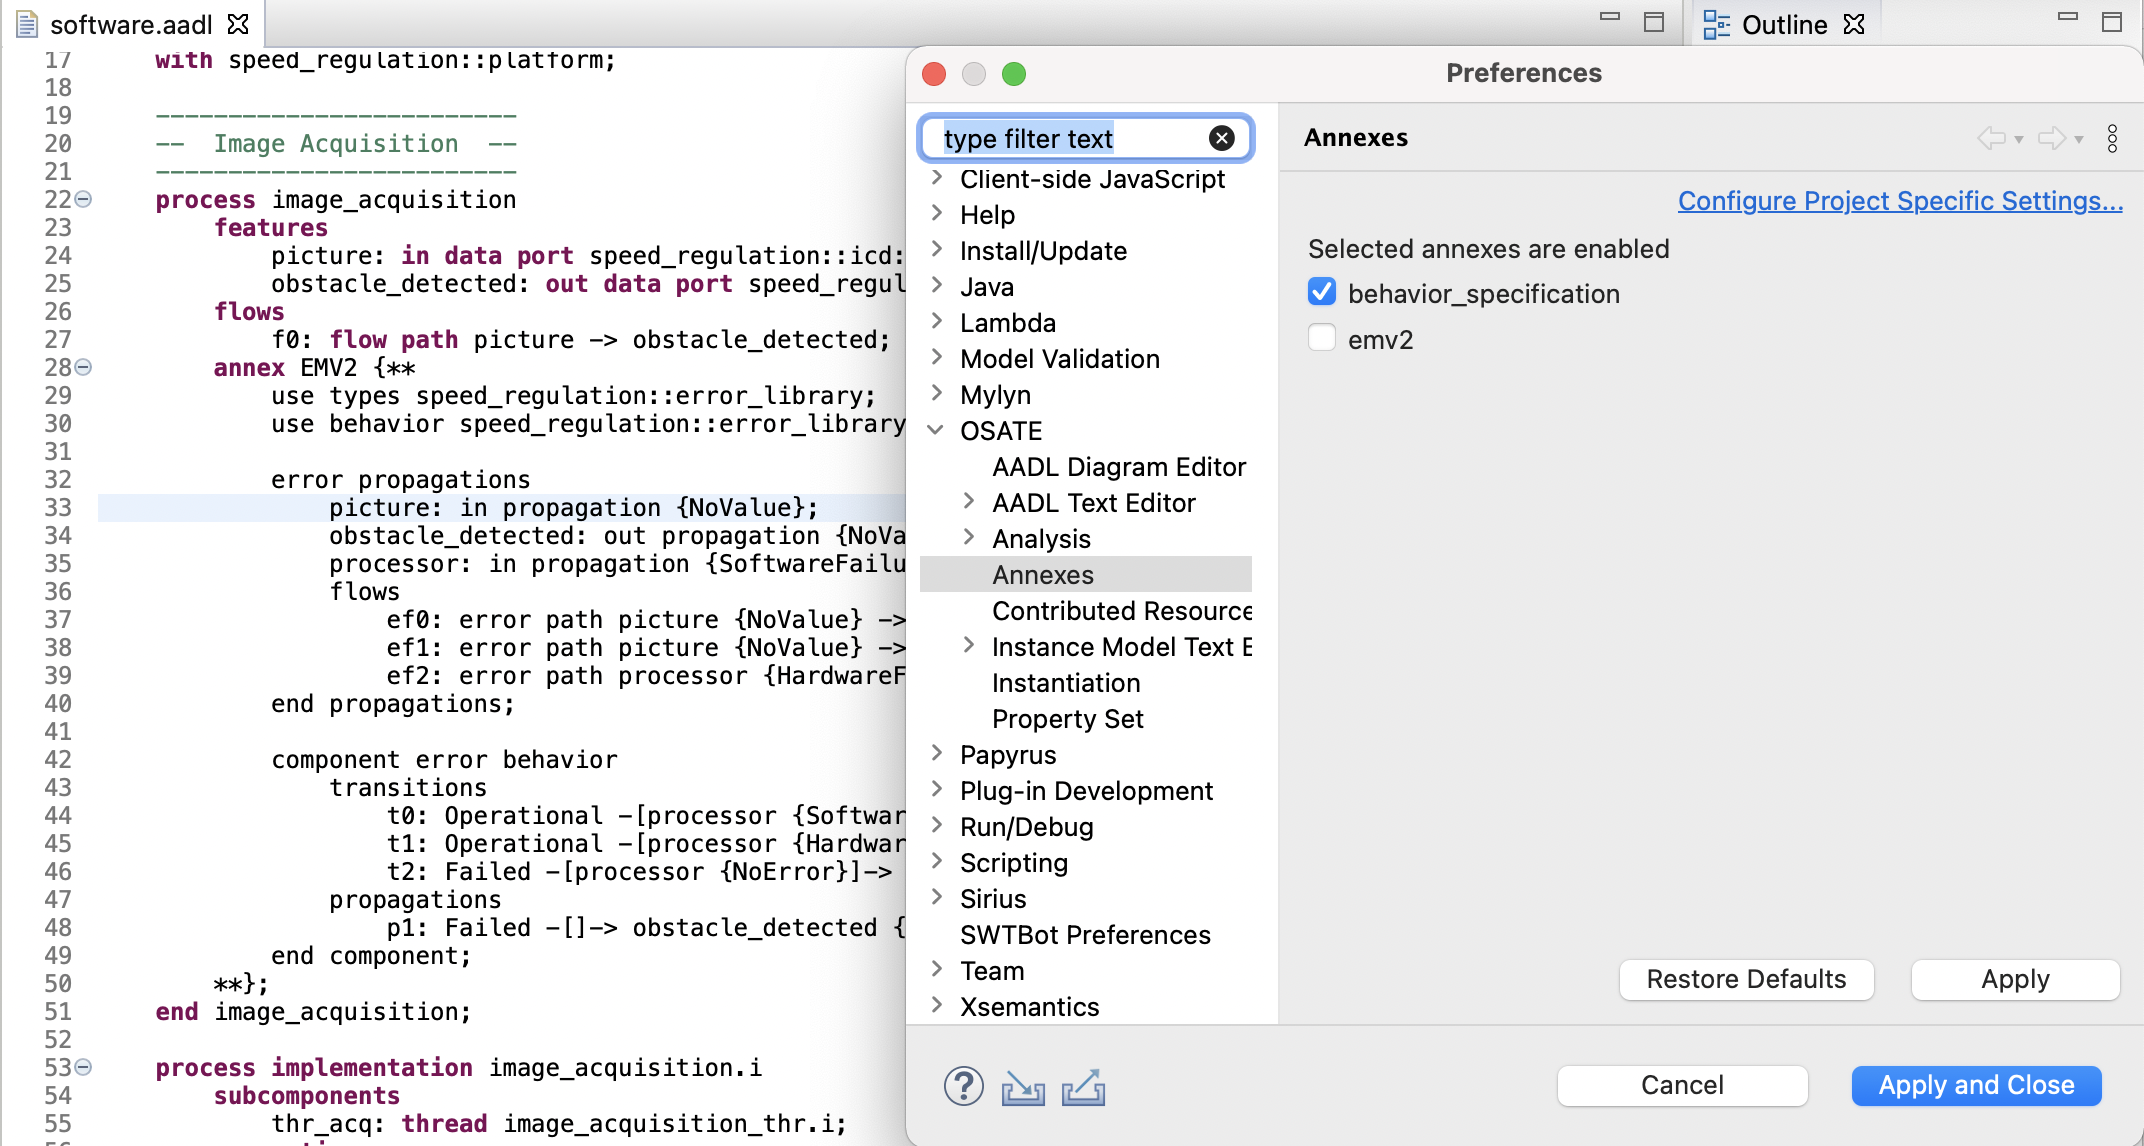 software.aadl
17 with speed_regulation::platform;
18
19 -------------------------
20 -- Image Acquisition --
21 -------------------------
22 process image_acquisition
23 features
24 picture: in data port speed_regulation::icd:
25 obstacle_detected: out data port speed_regul
26 flows
27 f0: flow path picture -> obstacle_detected;
28 annex EMV2 {**
29 use types speed_regulation::error_library;
30 use behavior speed_regulation::error_library
31
32 error propagations
33 picture: in propagation {NoValue};
34 obstacle_detected: out propagation {NoVa
35 processor: in propagation {SoftwareFailu
36 flows
37 ef0: error path picture {NoValue} ->
38 ef1: error path picture {NoValue} ->
39 ef2: error path processor {HardwareF
40 end propagations;
41
42 component error behavior
43 transitions
44 t0: Operational -[processor {Softwar
45 t1: Operational -[processor {Hardwar
46 t2: Failed -[processor {NoError}]->
47 propagations
48 p1: Failed -[]-> obstacle_detected {
49 end component;
50 **};
51 end image_acquisition;
52
53 process implementation image_acquisition.i
54 subcomponents
55 thr_acq: thread image_acquisition_thr.i;
Outline
Preferences
type filter text
Client-side JavaScript
Help
Install/Update
Java
Lambda
Model Validation
Mylyn
OSATE
AADL Diagram Editor
AADL Text Editor
Analysis
Annexes
Contributed Resource
Instance Model Text E
Instantiation
Property Set
Papyrus
Plug-in Development
Run/Debug
Scripting
Sirius
SWTBot Preferences
Team
Xsemantics
Annexes
Configure Project Specific Settings...
Selected annexes are enabled
behavior_specification
emv2
Restore Defaults
Apply
?
Cancel
Apply and Close